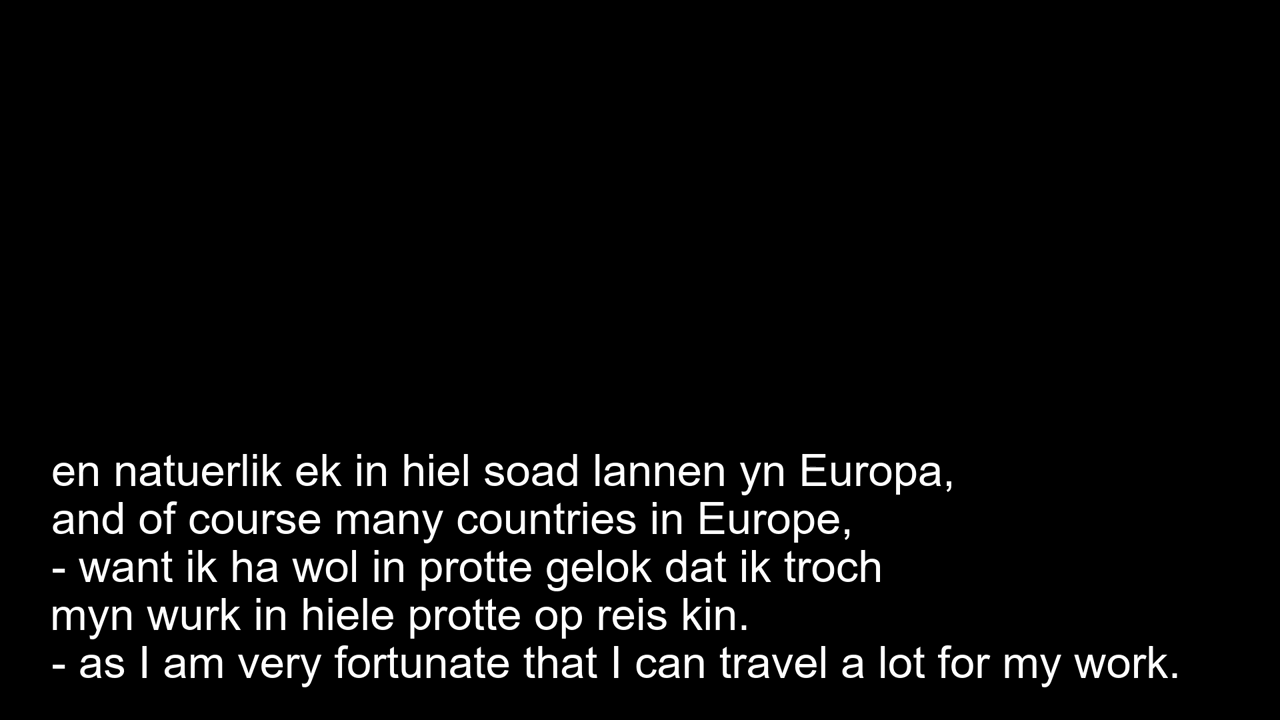 en natuerlik ek in hiel soad lannen yn Europa,
and of course many countries in Europe,
- want ik ha wol in protte gelok dat ik troch
myn wurk in hiele protte op reis kin.
- as I am very fortunate that I can travel a lot for my work.